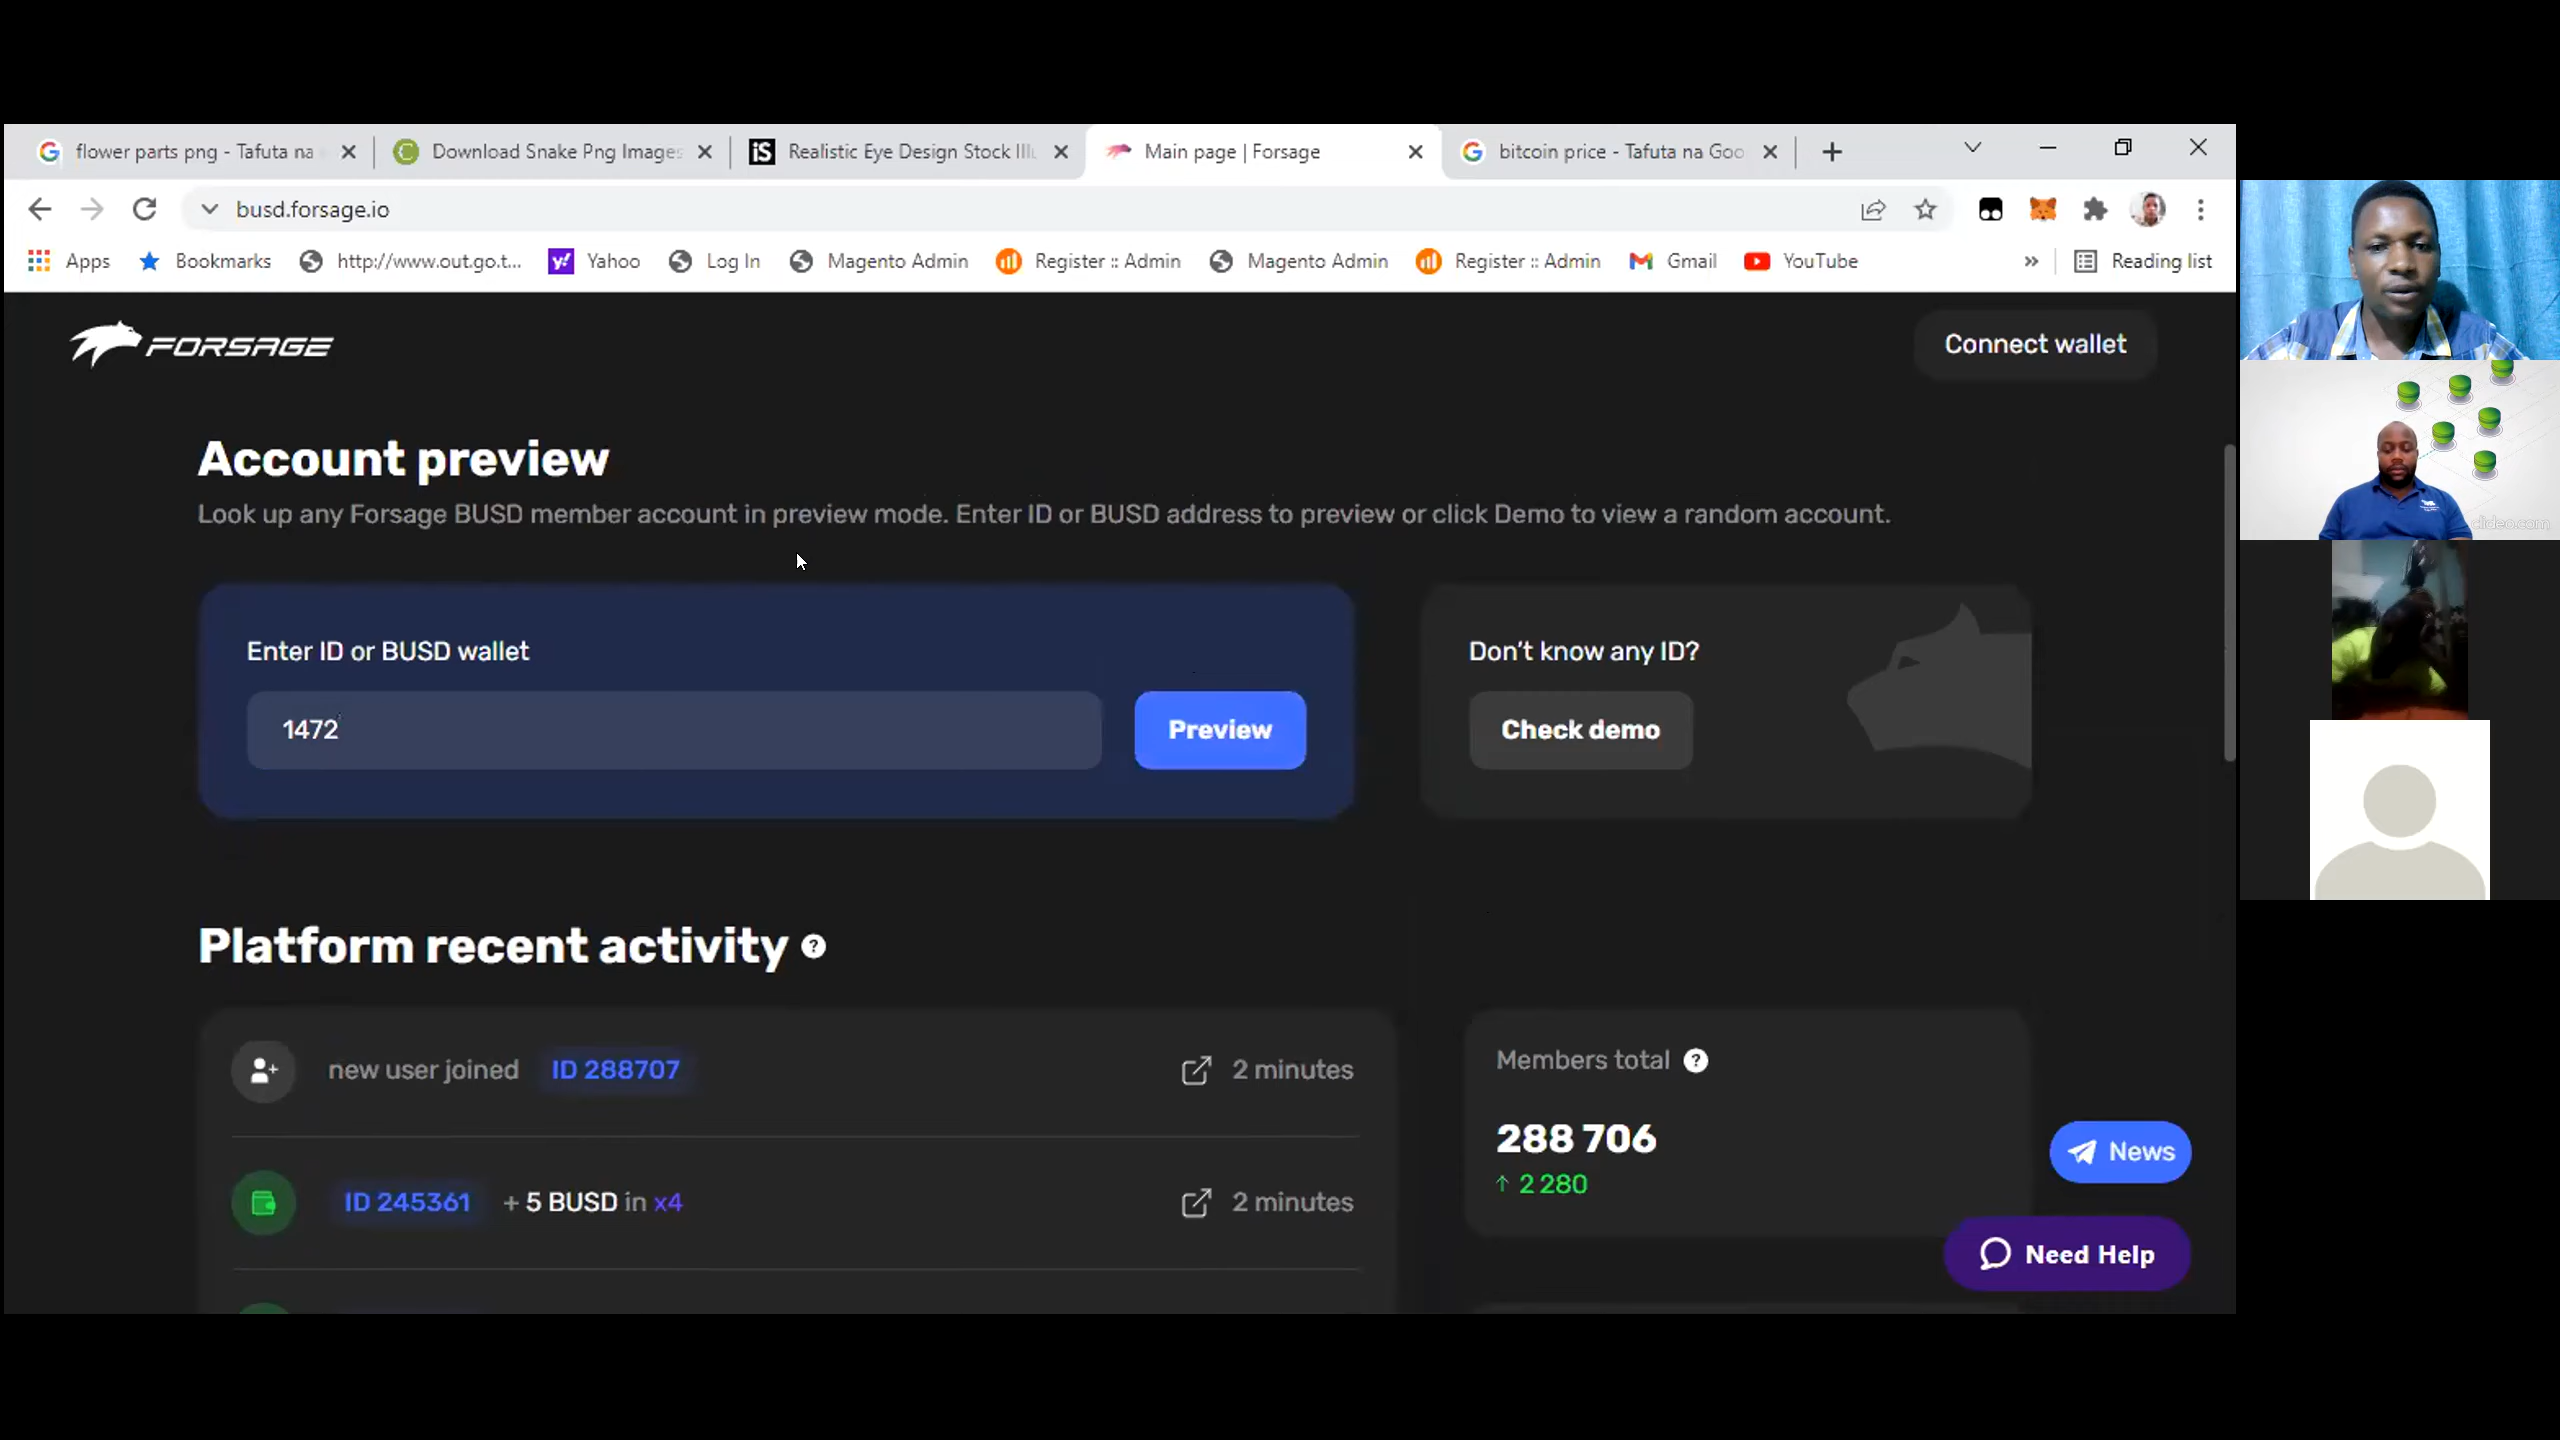 flower parts png - Tafuta na
Download Snake Png Images
iS Realistic Eye Design Stock Illu
Main page | Forsage
bitcoin price - Tafuta na Goo
busd.forsage.io
Apps
Bookmarks
http://www.out.go.t...
Yahoo
Log In
Magento Admin
Register :: Admin
Magento Admin
Register :: Admin
Gmail
YouTube
»
Reading list
FORSAGE
Connect wallet
Account preview
Look up any Forsage BUSD member account in preview mode. Enter ID or BUSD address to preview or click Demo to view a random account.
Enter ID or BUSD wallet
1472
Preview
Don't know any ID?
Check demo
Platform recent activity ?
new user joined ID 288707 2 minutes
ID 245361 + 5 BUSD in x4 2 minutes
Members total ?
288 706
↑ 2 280
News
Need Help
clideo.com